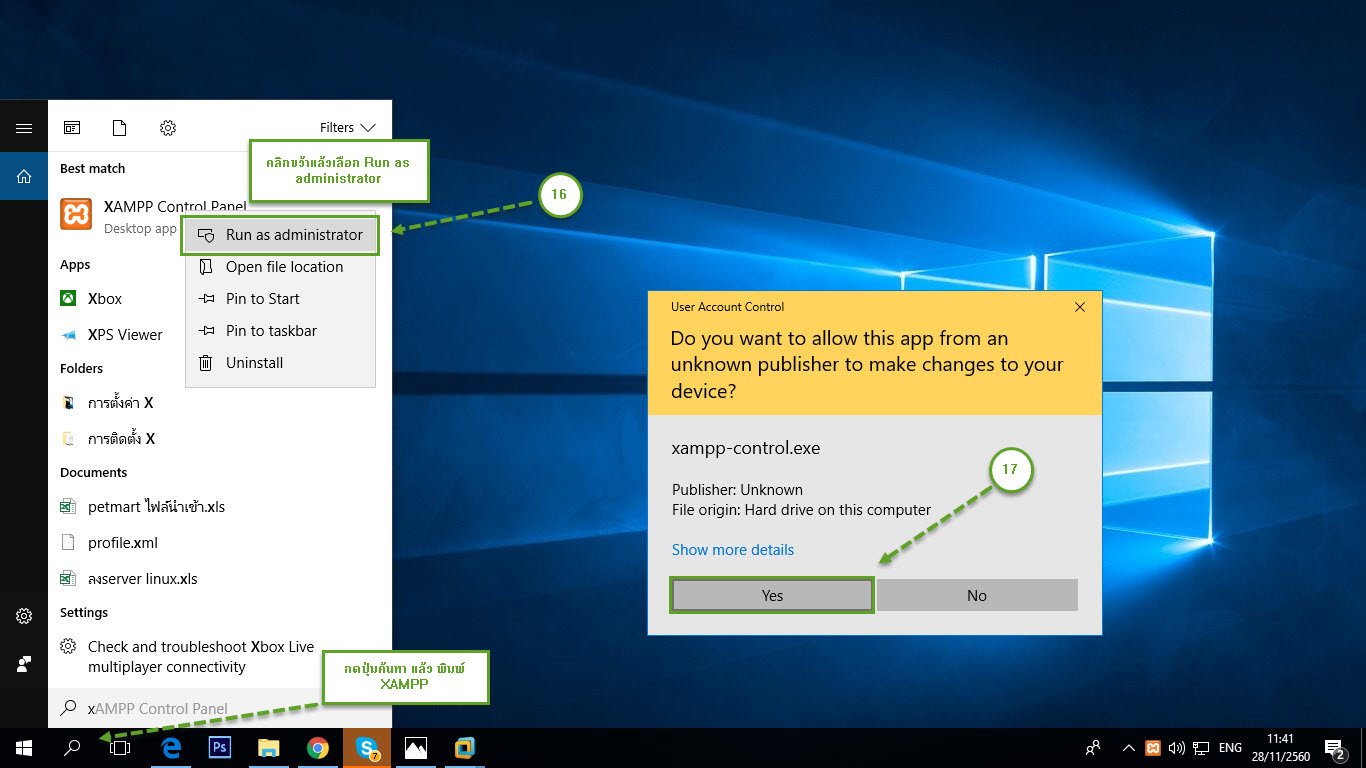 Filters
คลิกขวาแล้วเลือก Run as
administrator
Best match
XAMPP Control Panel
Desktop app
Run as administrator
Open file location
Pin to Start
Pin to taskbar
Uninstall
16
Apps
Xbox
XPS Viewer
Folders
การตั้งค่า X
การติดตั้ง X
Documents
petmart ไฟล์นำเข้า.xls
profile.xml
ลงserver linux.xls
Settings
Check and troubleshoot Xbox Live
multiplayer connectivity
กดปุ่มค้นหา แล้ว พิมพ์
XAMPP
xAMPP Control Panel
User Account Control
Do you want to allow this app from an
unknown publisher to make changes to your
device?
xampp-control.exe
17
Publisher: Unknown
File origin: Hard drive on this computer
Show more details
Yes
No
Ps
7
ENG
11:41
28/11/2560
2